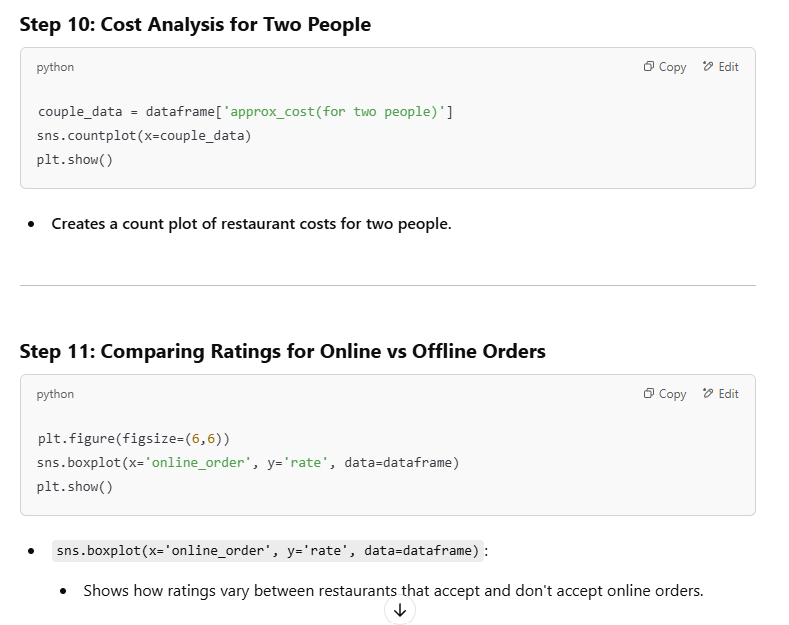 Step 10: Cost Analysis for Two People
python
Copy
Edit
couple_data = dataframe['approx_cost(for two people)']
sns.countplot(x=couple_data)
plt.show()
Creates a count plot of restaurant costs for two people.
Step 11: Comparing Ratings for Online vs Offline Orders
python
Copy
Edit
plt.figure(figsize=(6,6))
sns.boxplot(x='online_order', y='rate', data=dataframe)
plt.show()
sns.boxplot(x='online_order', y='rate', data=dataframe):
Shows how ratings vary between restaurants that accept and don't accept online orders.